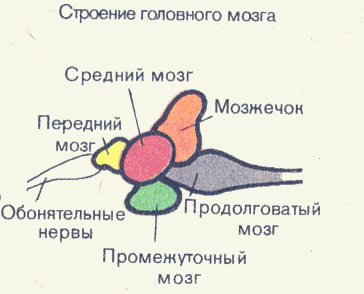 Строение головного мозга
Средний мозг
Мозжечок
Передний
мозг
Обонятельные
нервы
Продолговатый
мозг
Промежуточный
мозг